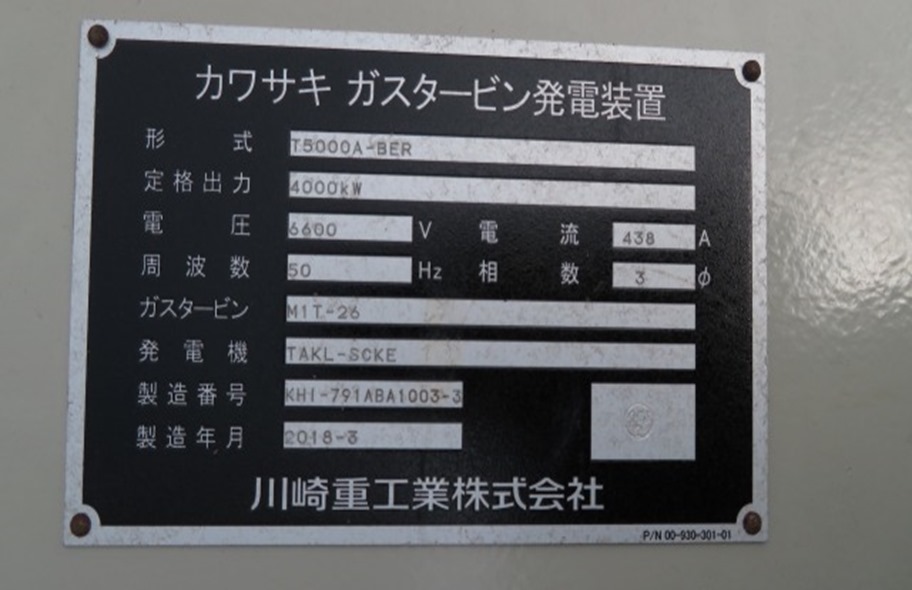 カワサキ ガスタービン発電装置
形式 T5000A-BER
定格出力 4000kW
電圧 6600 V 電流 438 A
周波数 50 Hz 相数 3 φ
ガスタービン M1T-26
発電機 TAKL-SCKE
製造番号 KHI-791ABA1003-3
製造年月 2018-3
川崎重工業株式会社
P/N 00-930-301-01